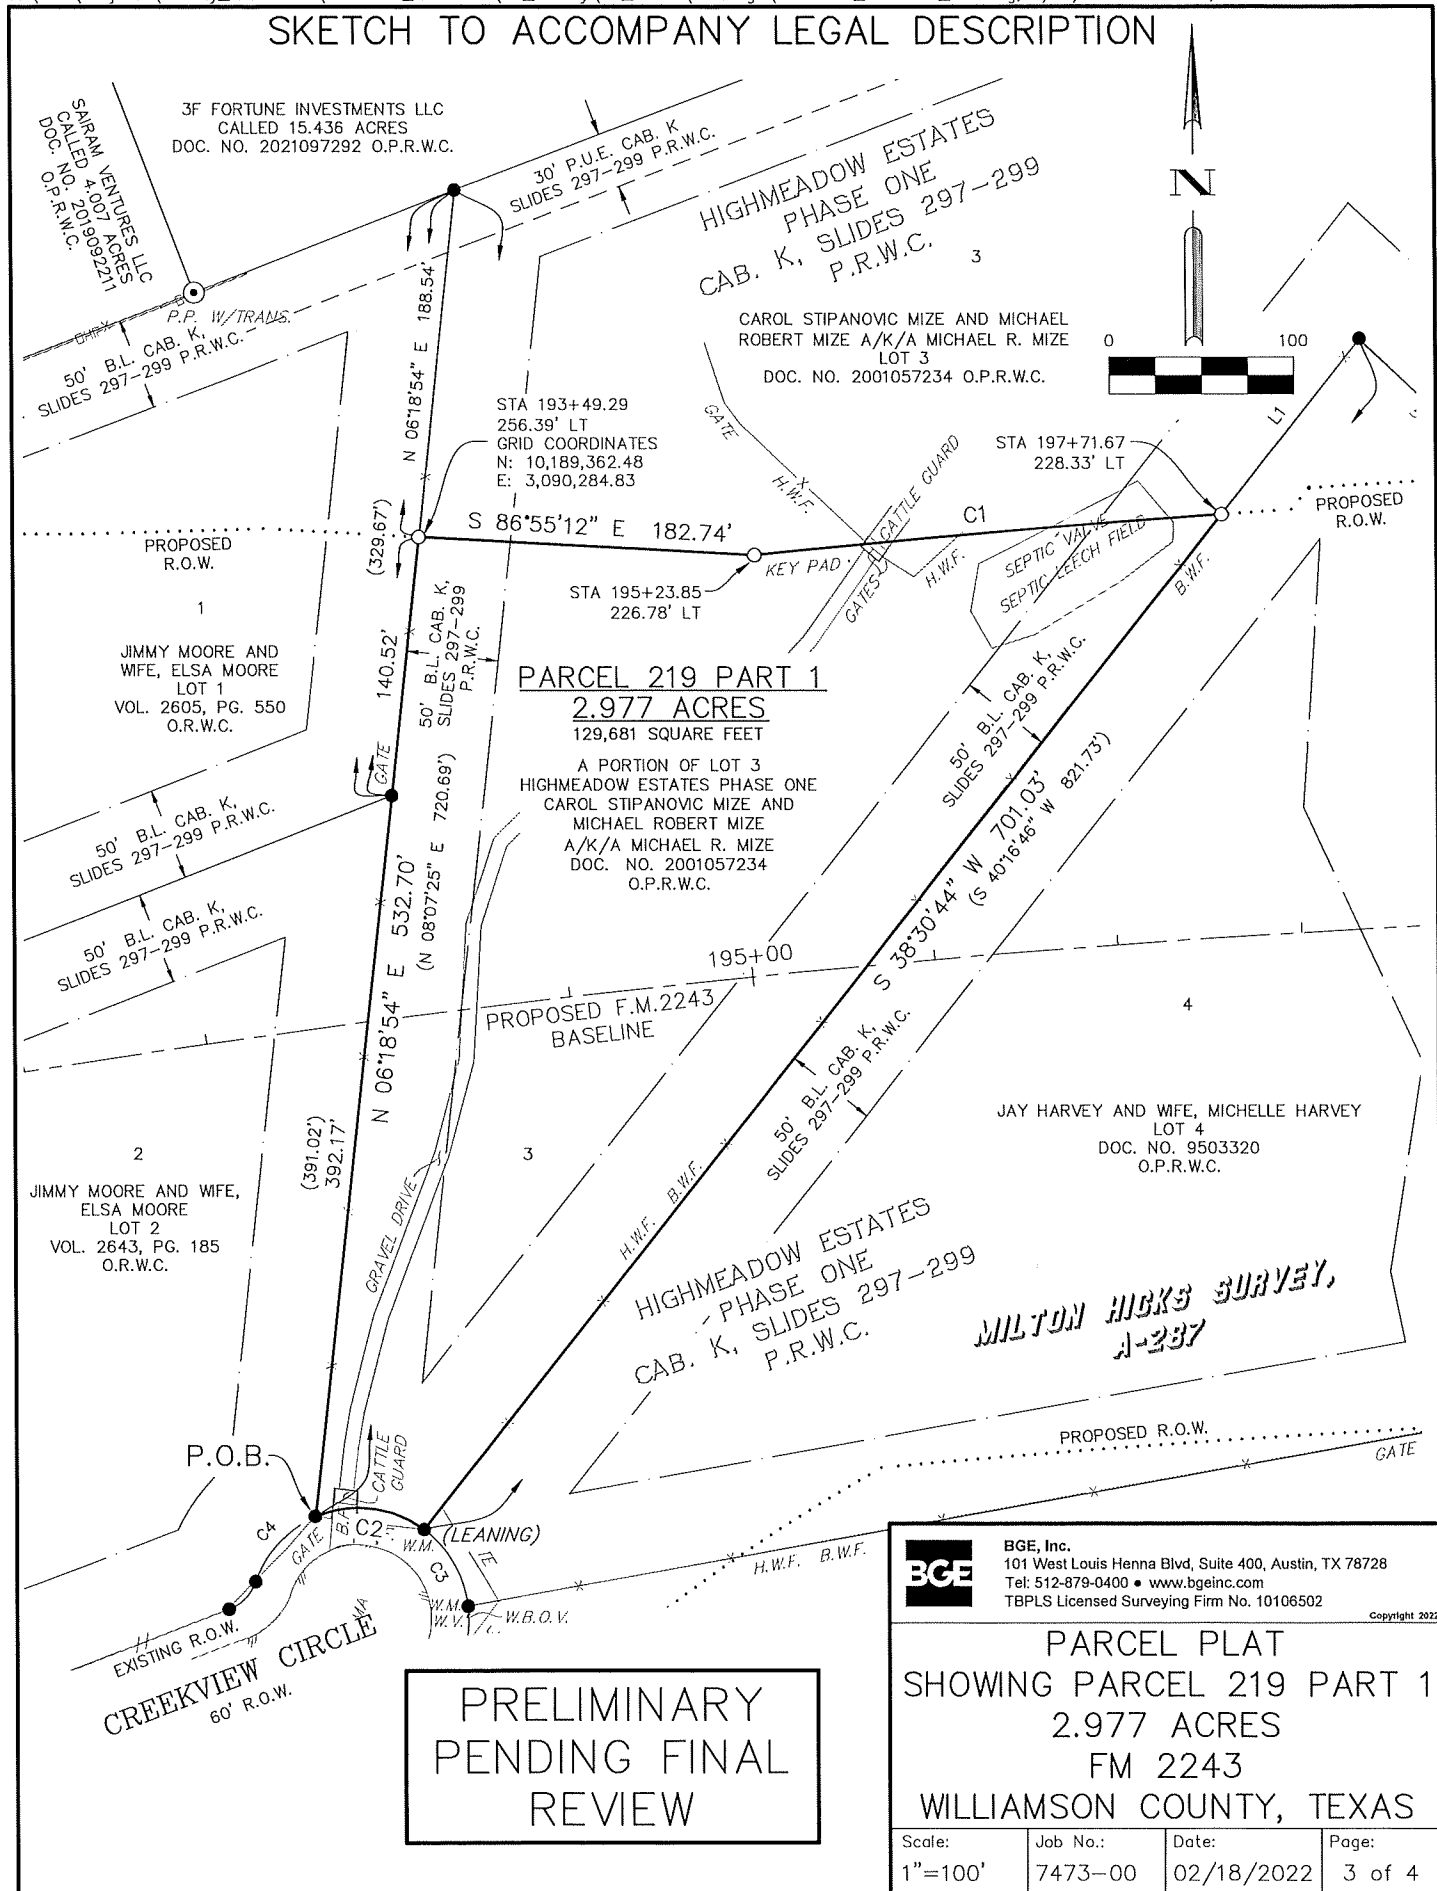 SKETCH TO ACCOMPANY LEGAL DESCRIPTION
SAIRAM VENTURES LLC
CALLED 4.007 ACRES
DOC. NO. 2019092211
O.P.R.W.C.
3F FORTUNE INVESTMENTS LLC
CALLED 15.436 ACRES
DOC. NO. 2021097292 O.P.R.W.C.
30' P.U.E. CAB. K
SLIDES 297-299 P.R.W.C.
HIGHMEADOW ESTATES
PHASE ONE
CAB. K, SLIDES 297-299
P.R.W.C.
3
N
CAROL STIPANOVIC MIZE AND MICHAEL
ROBERT MIZE A/K/A MICHAEL R. MIZE
LOT 3
DOC. NO. 2001057234 O.P.R.W.C.
0 100
OHP
P.P. W/TRANS.
50' B.L. CAB. K,
SLIDES 297-299 P.R.W.C.
N 06°18'54" E 188.54'
STA 193+49.29
256.39' LT
GRID COORDINATES
N: 10,189,362.48
E: 3,090,284.83
GATE
H.W.F.
GATES
CATTLE GUARD
STA 197+71.67
228.33' LT
L1
PROPOSED
R.O.W.
PROPOSED
R.O.W.
(329.67')
S 86°55'12" E 182.74'
C1
KEY PAD
H.W.F.
SEPTIC VALVE
SEPTIC LEECH FIELD
B.W.F.
STA 195+23.85
226.78' LT
1
JIMMY MOORE AND
WIFE, ELSA MOORE
LOT 1
VOL. 2605, PG. 550
O.R.W.C.
140.52'
50' B.L. CAB. K,
SLIDES 297-299
P.R.W.C.
PARCEL 219 PART 1
2.977 ACRES
129,681 SQUARE FEET
A PORTION OF LOT 3
HIGHMEADOW ESTATES PHASE ONE
CAROL STIPANOVIC MIZE AND
MICHAEL ROBERT MIZE
A/K/A MICHAEL R. MIZE
DOC. NO. 2001057234
O.P.R.W.C.
50' B.L. CAB. K,
SLIDES 297-299 P.R.W.C.
S 38°30'44" W 701.03'
(S 40°16'46" W 821.73')
GATE
50' B.L. CAB. K,
SLIDES 297-299 P.R.W.C.
50' B.L. CAB. K,
SLIDES 297-299 P.R.W.C.
N 06°18'54" E 532.70'
(N 08°07'25" E 720.69')
195+00
PROPOSED F.M.2243
BASELINE
4
50' B.L. CAB. K,
SLIDES 297-299 P.R.W.C.
JAY HARVEY AND WIFE, MICHELLE HARVEY
LOT 4
DOC. NO. 9503320
O.P.R.W.C.
2
JIMMY MOORE AND WIFE,
ELSA MOORE
LOT 2
VOL. 2643, PG. 185
O.R.W.C.
(391.02')
392.17'
3
GRAVEL DRIVE
H.W.F. B.W.F.
HIGHMEADOW ESTATES
PHASE ONE
CAB. K, SLIDES 297-299
P.R.W.C.
MILTON HICKS SURVEY,
A-287
PROPOSED R.O.W.
GATE
P.O.B.
CATTLE
GUARD
C4
GATE
C2
W.M.
(LEANING)
C3
H.W.F. B.W.F.
W.M.
W.V.
W.B.O.V.
EXISTING R.O.W.
CREEKVIEW CIRCLE
60' R.O.W.
PRELIMINARY
PENDING FINAL
REVIEW
BGE
BGE, Inc.
101 West Louis Henna Blvd, Suite 400, Austin, TX 78728
Tel: 512-879-0400 • www.bgeinc.com
TBPLS Licensed Surveying Firm No. 10106502
Copyright 2022
PARCEL PLAT
SHOWING PARCEL 219 PART 1
2.977 ACRES
FM 2243
WILLIAMSON COUNTY, TEXAS
Scale: Job No.: Date: Page:
1"=100' 7473-00 02/18/2022 3 of 4